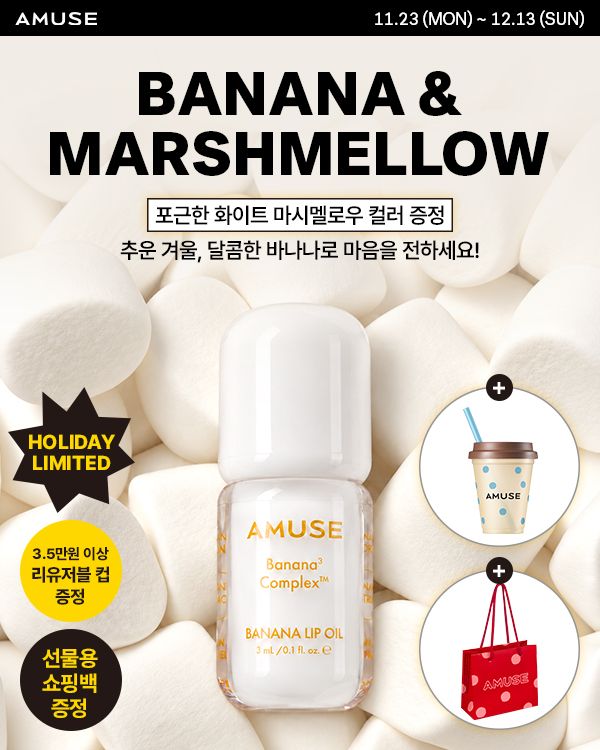 AMUSE
11.23 (MON) ~ 12.13 (SUN)
BANANA &
MARSHMELLOW
포근한 화이트 마시멜로우 컬러 증정
추운 겨울, 달콤한 바나나로 마음을 전하세요!
HOLIDAY
LIMITED
3.5만원 이상
리유저블 컵
증정
선물용
쇼핑백
증정
AMUSE
Banana³
Complex™
BANANA LIP OIL
3 mL / 0.1 fl. oz. ℮
+
AMUSE
+
AMUSE